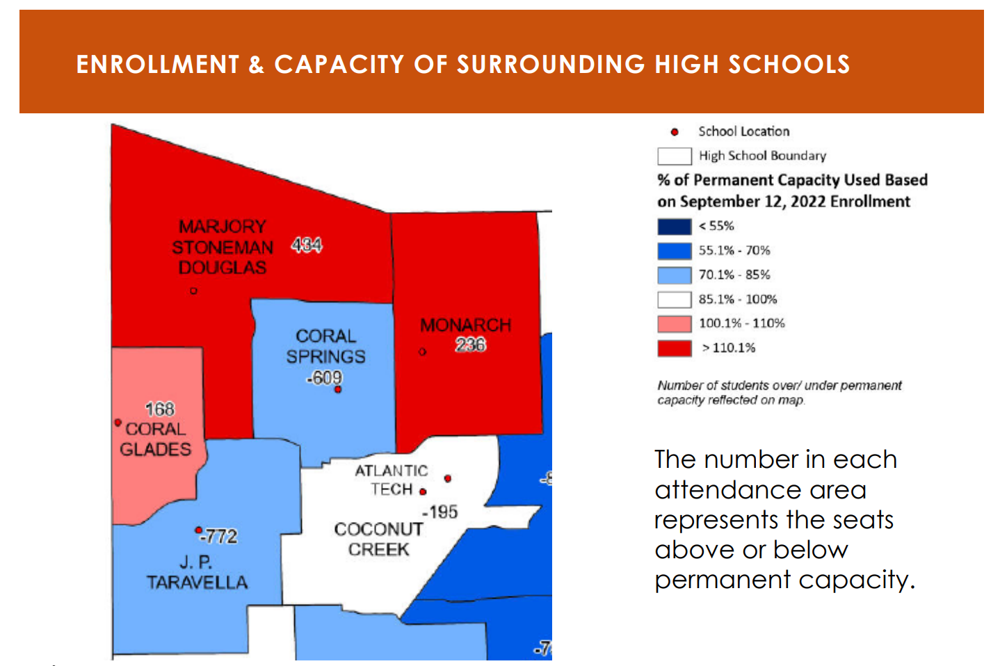 ENROLLMENT & CAPACITY OF SURROUNDING HIGH SCHOOLS
MARJORY
STONEMAN
DOUGLAS
434
CORAL
SPRINGS
-609
MONARCH
236
168
CORAL
GLADES
ATLANTIC
TECH
-195
COCONUT
CREEK
-772
J. P.
TARAVELLA
School Location
High School Boundary
% of Permanent Capacity Used Based
on September 12, 2022 Enrollment
< 55%
55.1% - 70%
70.1% - 85%
85.1% - 100%
100.1% - 110%
> 110.1%
Number of students over/ under permanent
capacity reflected on map.
The number in each
attendance area
represents the seats
above or below
permanent capacity.